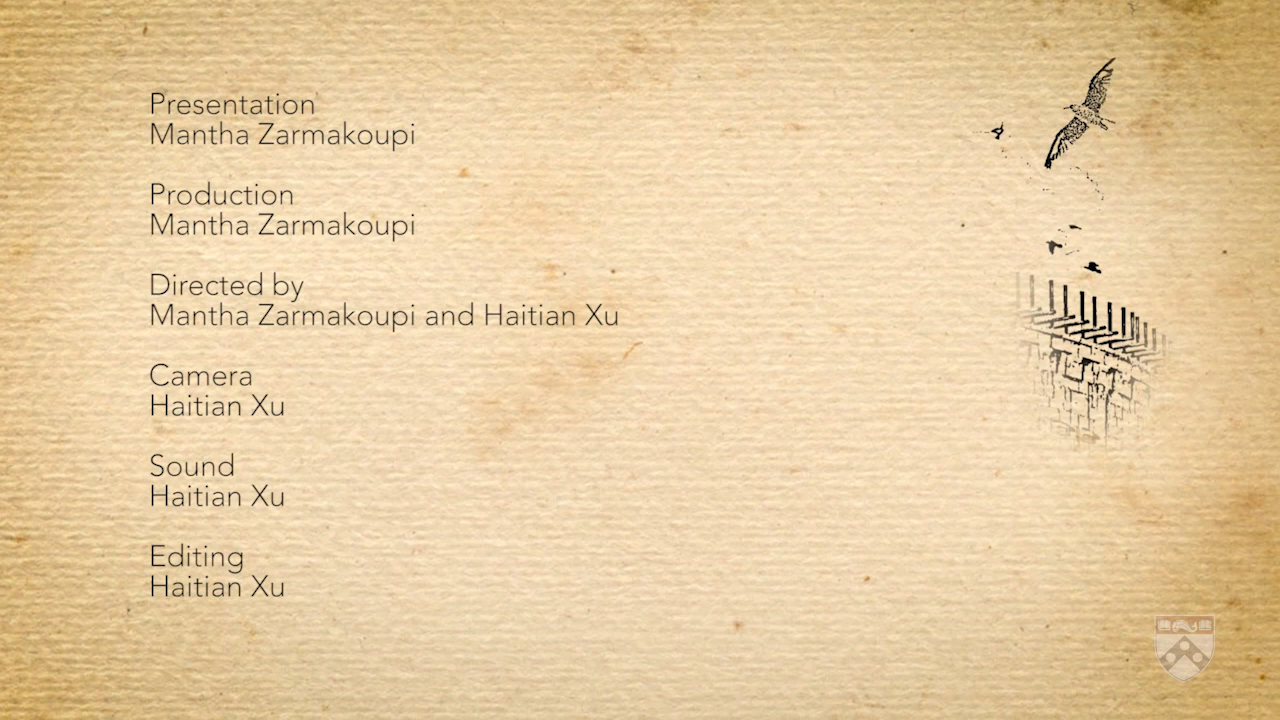 Presentation
Mantha Zarmakoupi
Production
Mantha Zarmakoupi
Directed by
Mantha Zarmakoupi and Haitian Xu
Camera
Haitian Xu
Sound
Haitian Xu
Editing
Haitian Xu